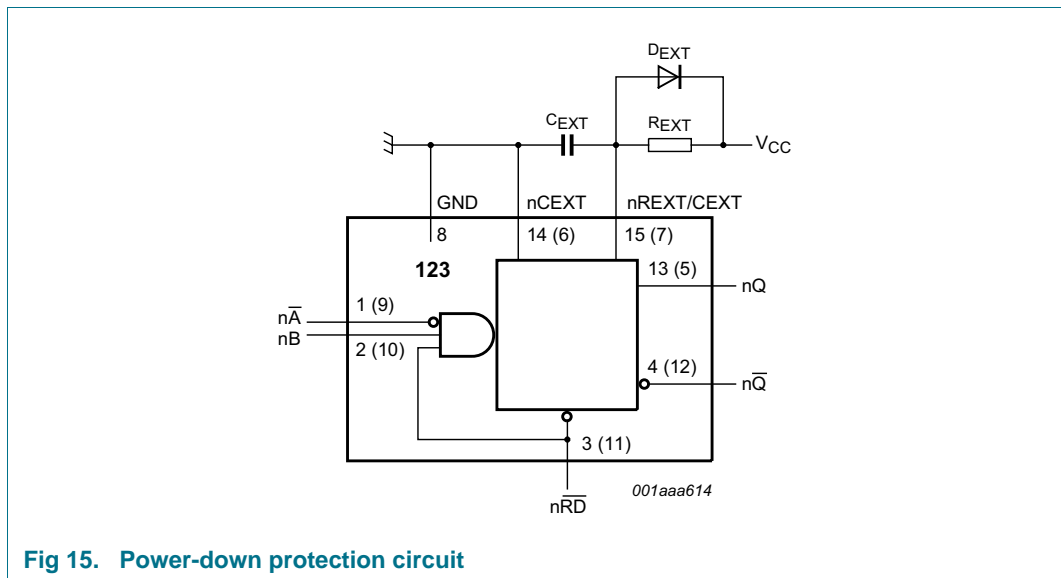 DEXT
CEXT
REXT
VCC
GND
nCEXT
nREXT/CEXT
8
14 (6)
15 (7)
123
13 (5)
nQ
1 (9)
nA̅
nB
2 (10)
4 (12)
nQ̅
3 (11)
001aaa614
nR̅D̅
Fig 15. Power-down protection circuit